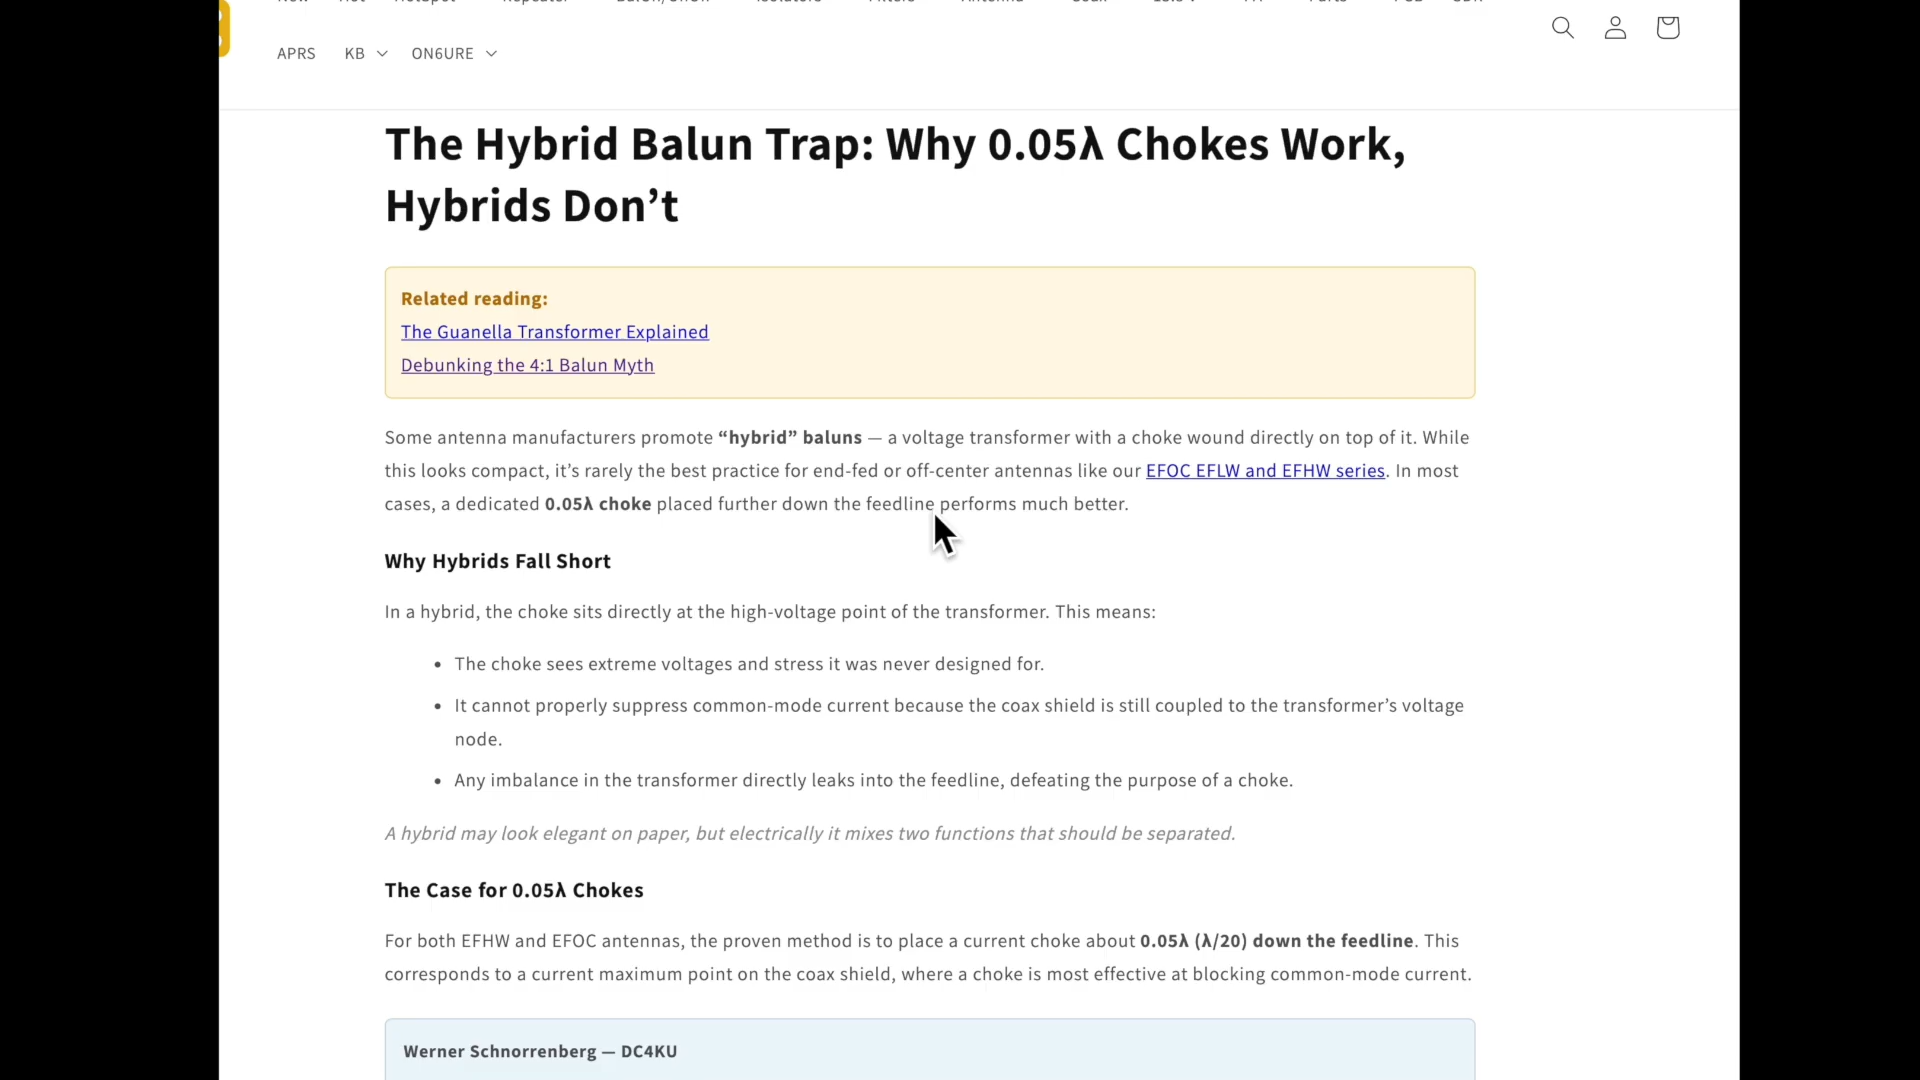 APRS KB ON6URE
The Hybrid Balun Trap: Why 0.05λ Chokes Work,
Hybrids Don’t
Related reading:
The Guanella Transformer Explained
Debunking the 4:1 Balun Myth
Some antenna manufacturers promote “hybrid” baluns — a voltage transformer with a choke wound directly on top of it. While
this looks compact, it’s rarely the best practice for end-fed or off-center antennas like our EFOC EFLW and EFHW series. In most
cases, a dedicated 0.05λ choke placed further down the feedline performs much better.
Why Hybrids Fall Short
In a hybrid, the choke sits directly at the high-voltage point of the transformer. This means:
• The choke sees extreme voltages and stress it was never designed for.
• It cannot properly suppress common-mode current because the coax shield is still coupled to the transformer’s voltage
node.
• Any imbalance in the transformer directly leaks into the feedline, defeating the purpose of a choke.
A hybrid may look elegant on paper, but electrically it mixes two functions that should be separated.
The Case for 0.05λ Chokes
For both EFHW and EFOC antennas, the proven method is to place a current choke about 0.05λ (λ/20) down the feedline. This
corresponds to a current maximum point on the coax shield, where a choke is most effective at blocking common-mode current.
Werner Schnorrenberg — DC4KU